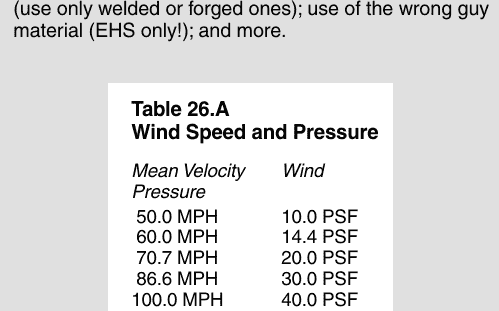 (use only welded or forged ones); use of the wrong guy
material (EHS only!); and more.
Table 26.A
Wind Speed and Pressure
Mean Velocity Wind
Pressure
50.0 MPH 10.0 PSF
60.0 MPH 14.4 PSF
70.7 MPH 20.0 PSF
86.6 MPH 30.0 PSF
100.0 MPH 40.0 PSF